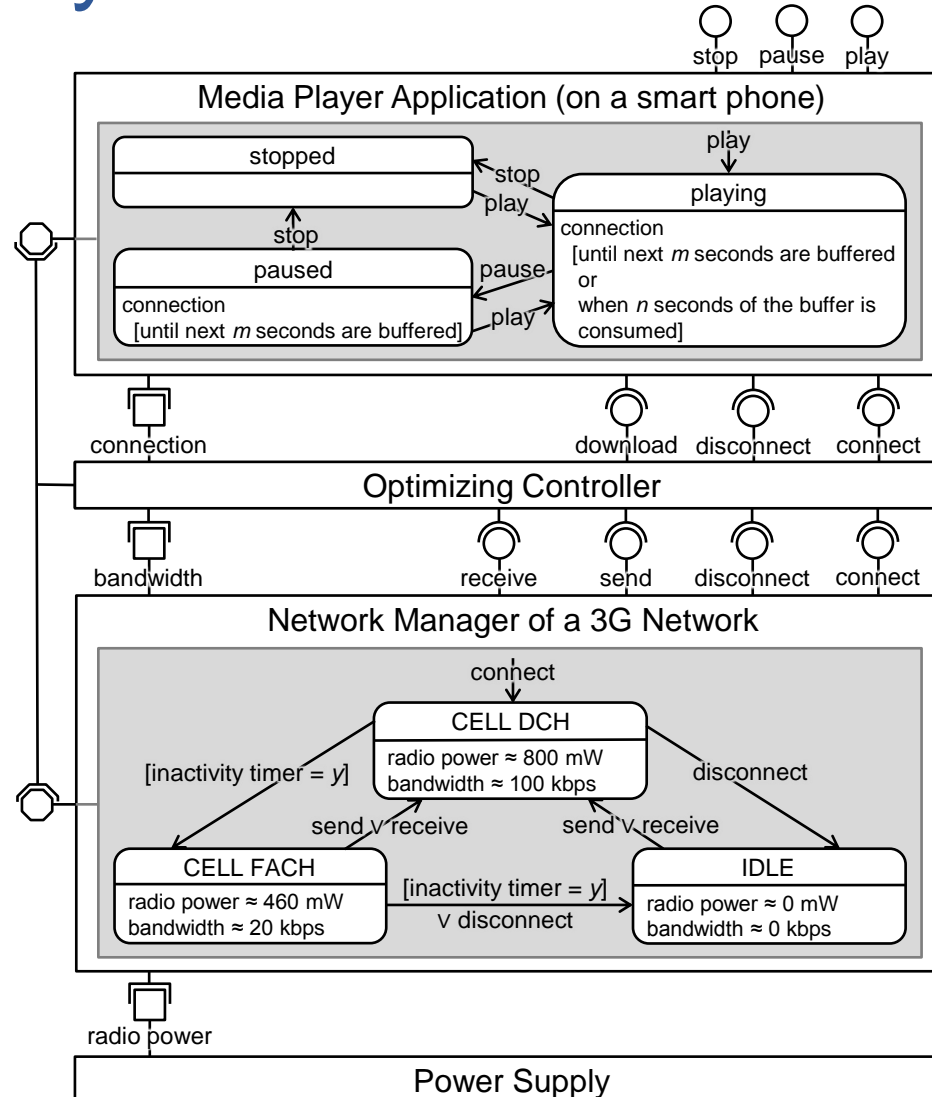 y
stop pause play
Media Player Application (on a smart phone)
stopped
play
stop
playing
play
connection
[until next m seconds are buffered
or
when n seconds of the buffer is
consumed]
stop
paused
pause
connection
[until next m seconds are buffered]
play
connection download disconnect connect
Optimizing Controller
bandwidth receive send disconnect connect
Network Manager of a 3G Network
connect
CELL DCH
radio power ≈ 800 mW
bandwidth ≈ 100 kbps
[inactivity timer = y]
disconnect
send ∨ receive
send ∨ receive
CELL FACH
radio power ≈ 460 mW
bandwidth ≈ 20 kbps
[inactivity timer = y]
∨ disconnect
IDLE
radio power ≈ 0 mW
bandwidth ≈ 0 kbps
radio power
Power Supply